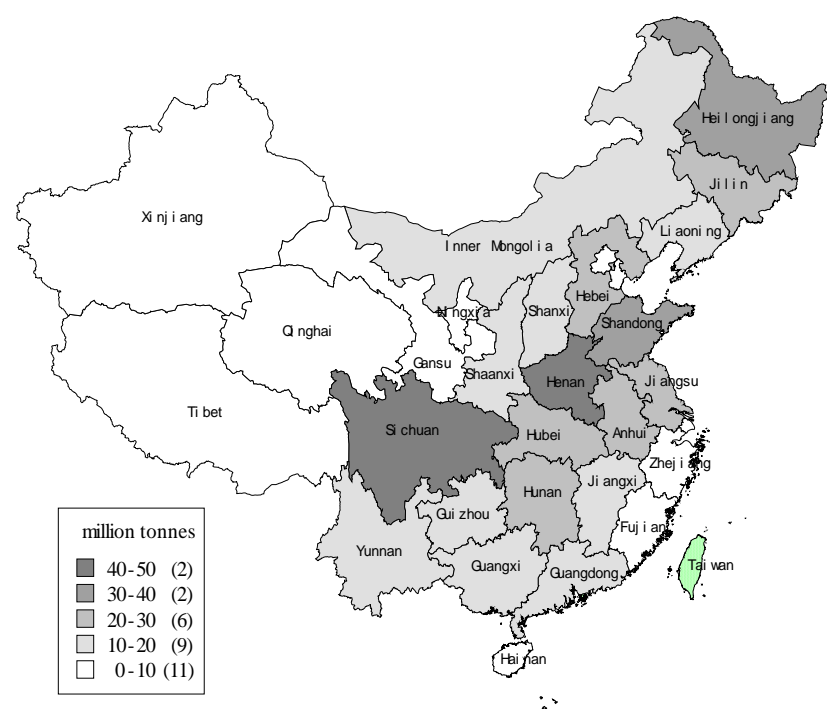 Heilongjiang
Jilin
Liaoning
Inner Mongolia
Xinjiang
Hebei
Ningxia
Shanxi
Shandong
Qinghai
Gansu
Shaanxi
Henan
Jiangsu
Tibet
Sichuan
Hubei
Anhui
Zhejiang
Jiangxi
Hunan
Guizhou
Fujian
Yunnan
Guangxi
Guangdong
Taiwan
Hainan
million tonnes
40-50 (2)
30-40 (2)
20-30 (6)
10-20 (9)
0-10 (11)